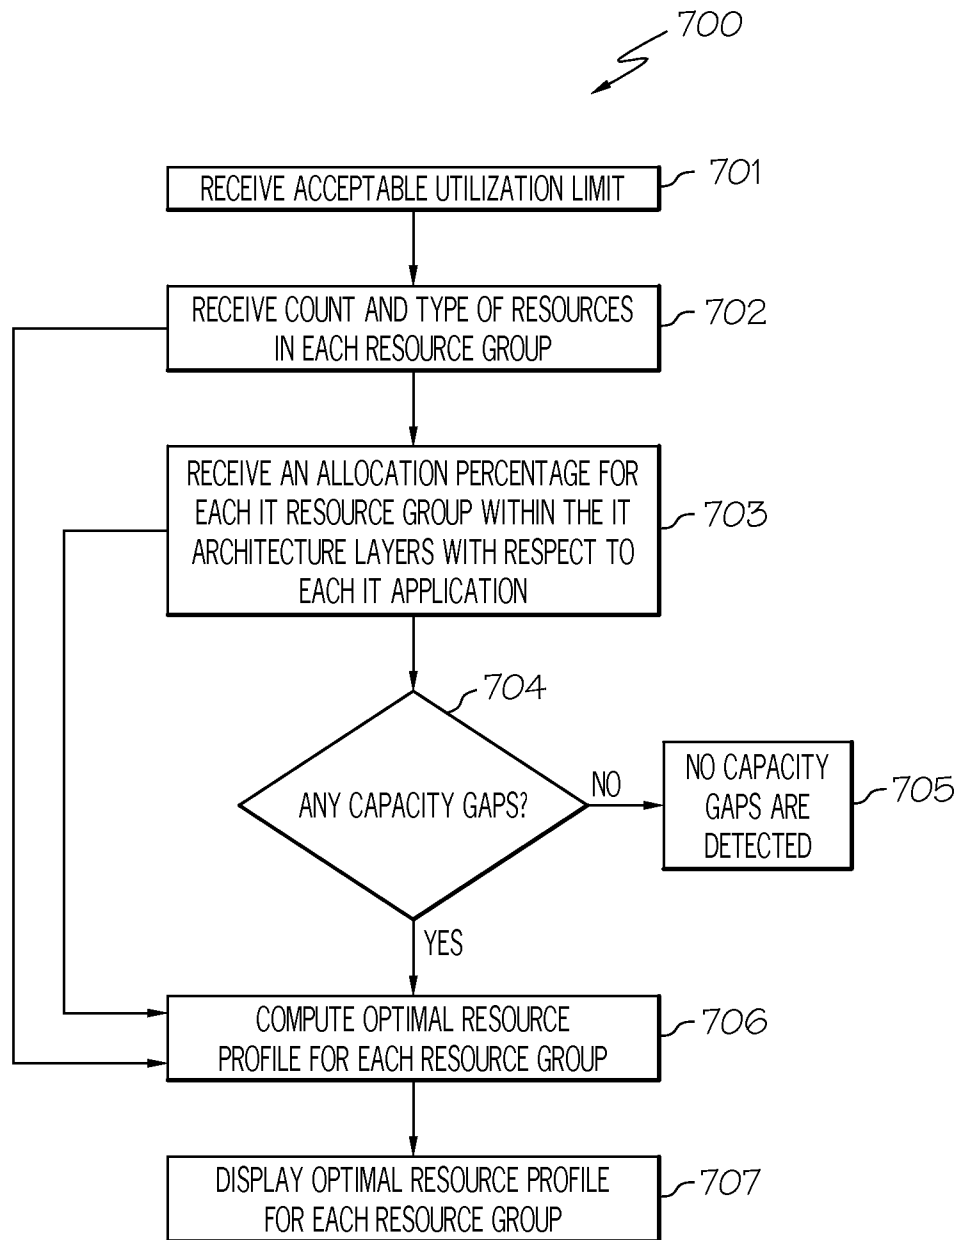 700
RECEIVE ACCEPTABLE UTILIZATION LIMIT
701
RECEIVE COUNT AND TYPE OF RESOURCES
IN EACH RESOURCE GROUP
702
RECEIVE AN ALLOCATION PERCENTAGE FOR
EACH IT RESOURCE GROUP WITHIN THE IT
ARCHITECTURE LAYERS WITH RESPECT TO
EACH IT APPLICATION
703
704
ANY CAPACITY GAPS?
NO
NO CAPACITY
GAPS ARE
DETECTED
705
YES
COMPUTE OPTIMAL RESOURCE
PROFILE FOR EACH RESOURCE GROUP
706
DISPLAY OPTIMAL RESOURCE PROFILE
FOR EACH RESOURCE GROUP
707